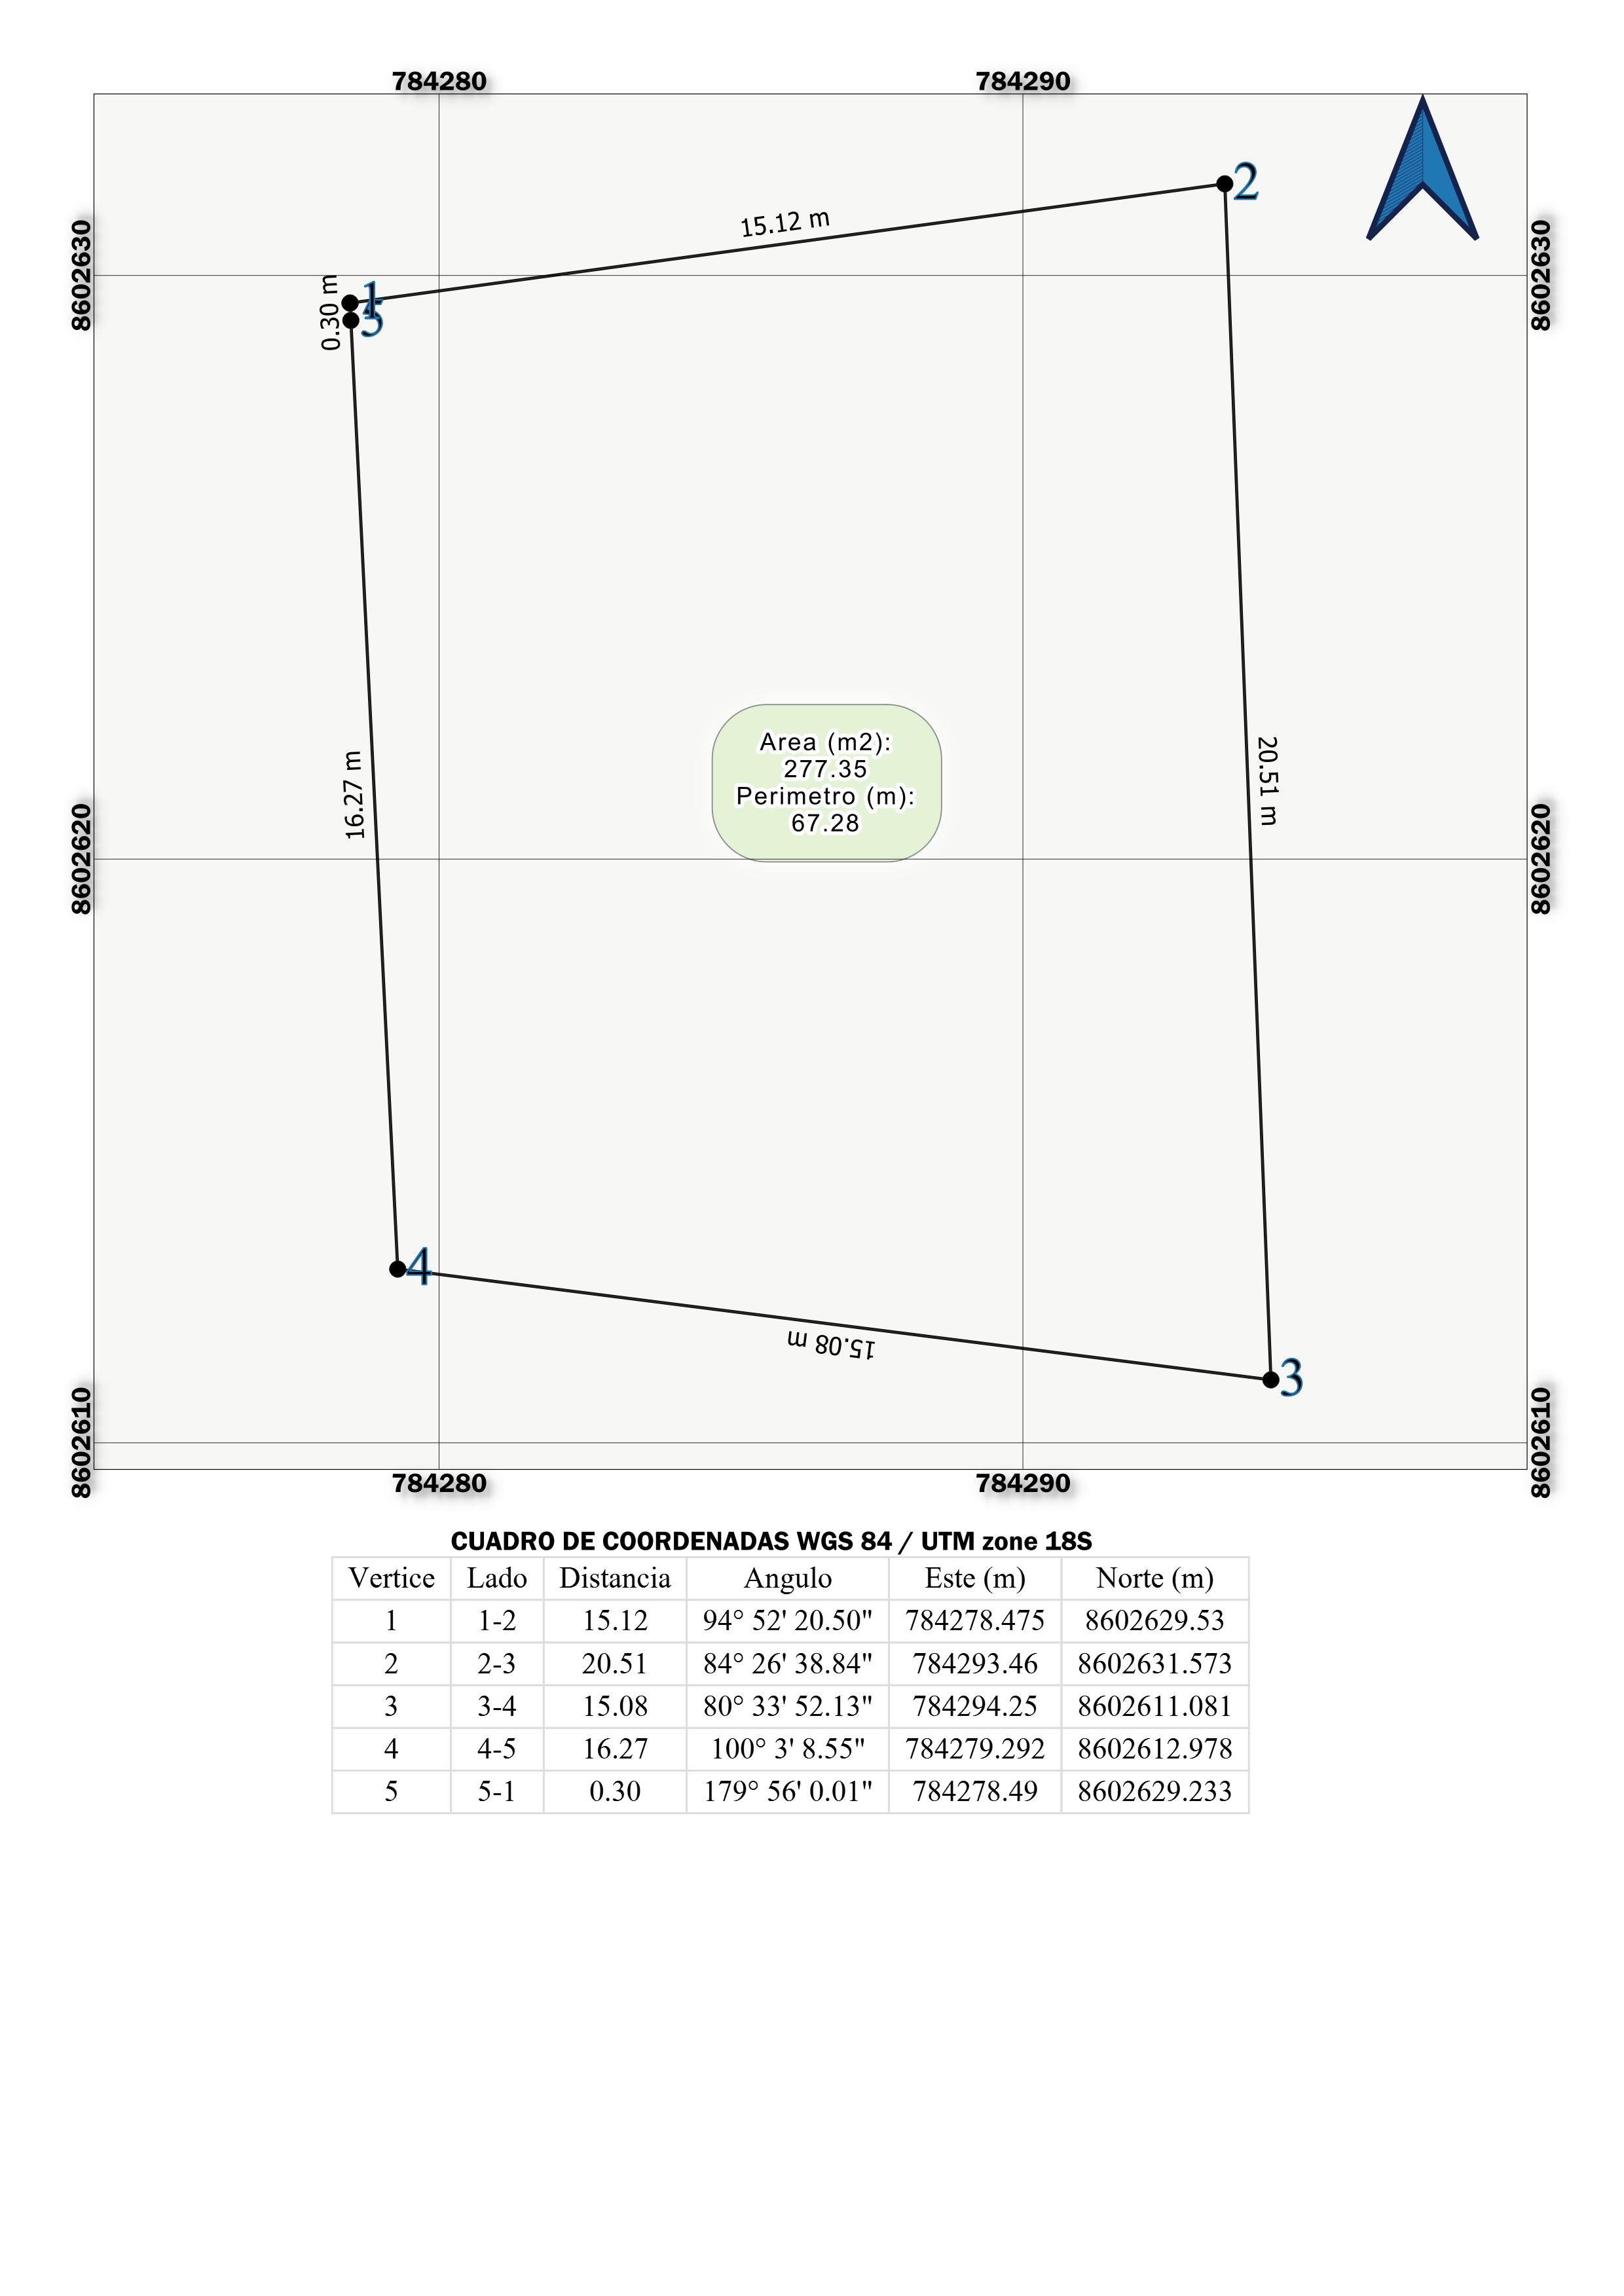 784280 784290
8602630
8602630
2
15.12 m
1
5
0.30 m
Area (m2):
277.35
Perimetro (m):
67.28
16.27 m
20.51 m
8602620
8602620
4
15.08 m
3
8602610
8602610
784280 784290
CUADRO DE COORDENADAS WGS 84 / UTM zone 18S
Vertice Lado Distancia Angulo Este (m) Norte (m)
1 1-2 15.12 94° 52' 20.50" 784278.475 8602629.53
2 2-3 20.51 84° 26' 38.84" 784293.46 8602631.573
3 3-4 15.08 80° 33' 52.13" 784294.25 8602611.081
4 4-5 16.27 100° 3' 8.55" 784279.292 8602612.978
5 5-1 0.30 179° 56' 0.01" 784278.49 8602629.233